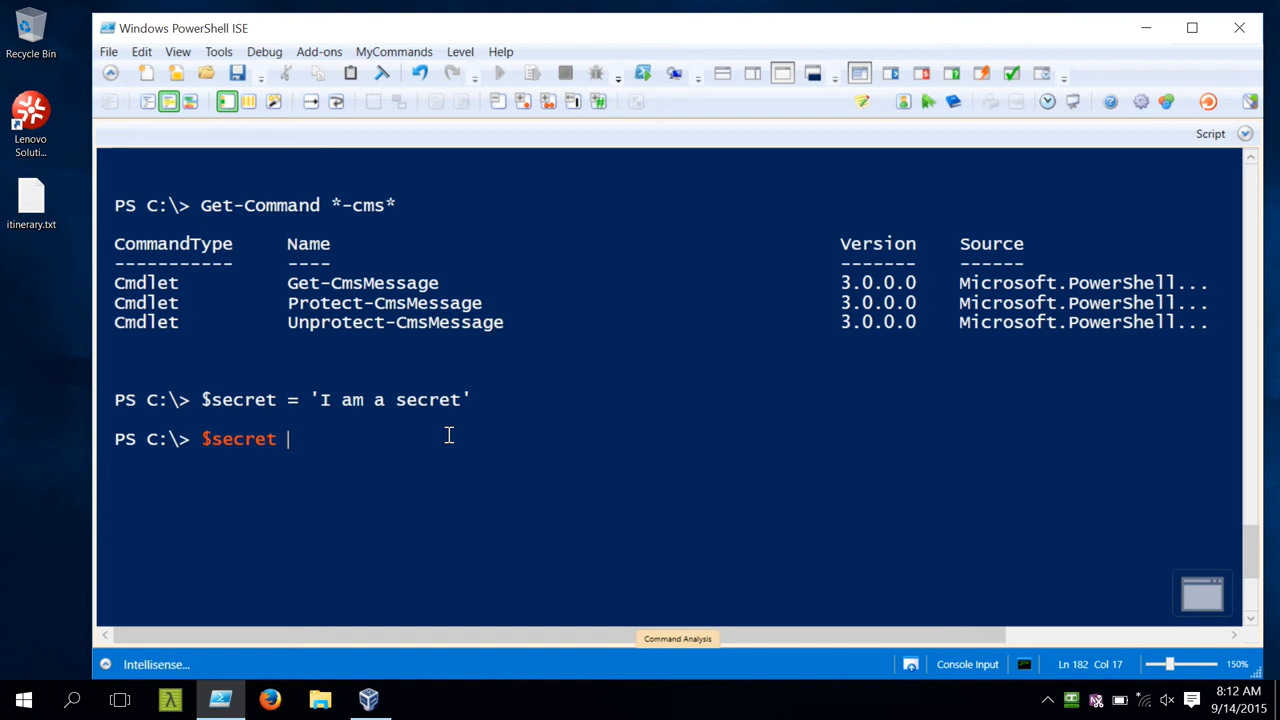 Recycle Bin
Lenovo
Soluti...
itinerary.txt
Windows PowerShell ISE
File Edit View Tools Debug Add-ons MyCommands Level Help
Script
PS C:\> Get-Command *-cms*
CommandType Name Version Source
----------- ---- ------- ------
Cmdlet Get-CmsMessage 3.0.0.0 Microsoft.PowerShell...
Cmdlet Protect-CmsMessage 3.0.0.0 Microsoft.PowerShell...
Cmdlet Unprotect-CmsMessage 3.0.0.0 Microsoft.PowerShell...
PS C:\> $secret = 'I am a secret'
PS C:\> $secret
Command Analysis
Intellisense... Console Input Ln 182 Col 17 150%
8:12 AM
9/14/2015